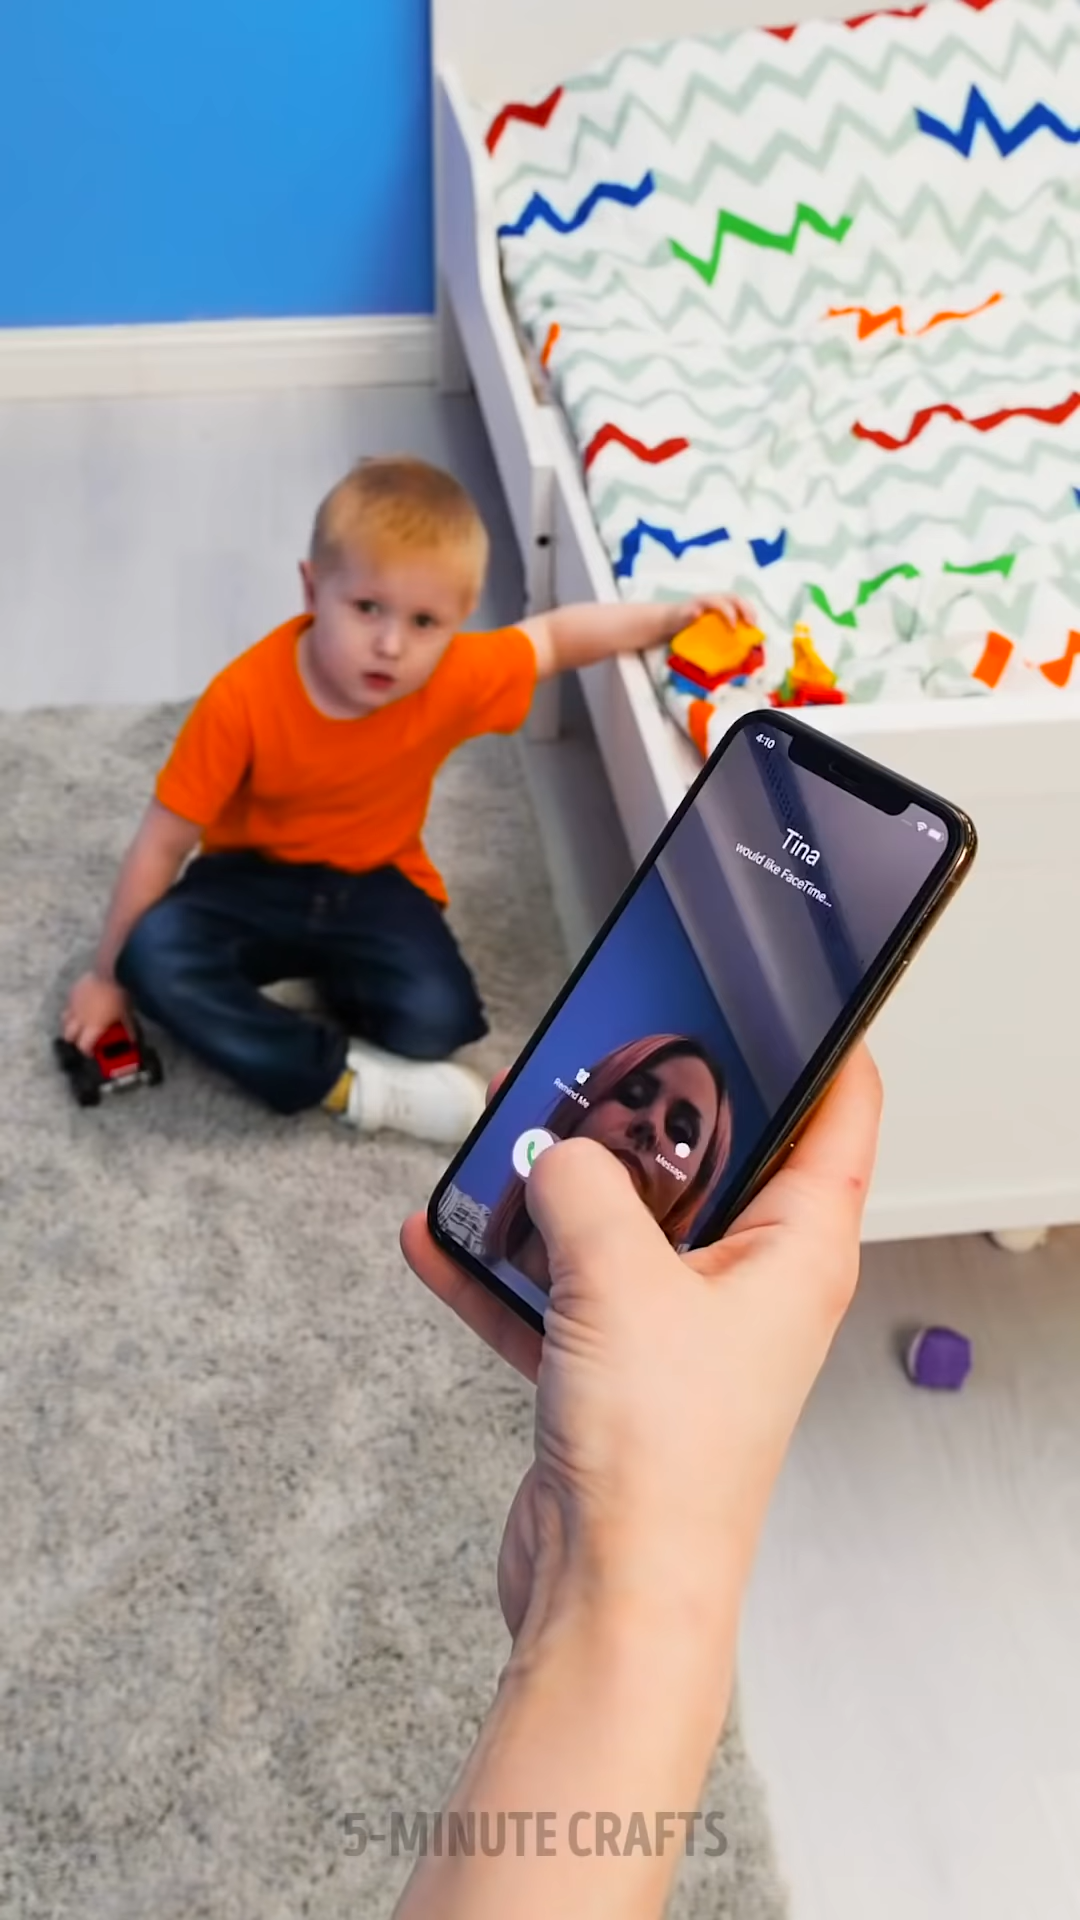 4:10
Tina
would like FaceTime...
Remind Me
Message
5-MINUTE CRAFTS